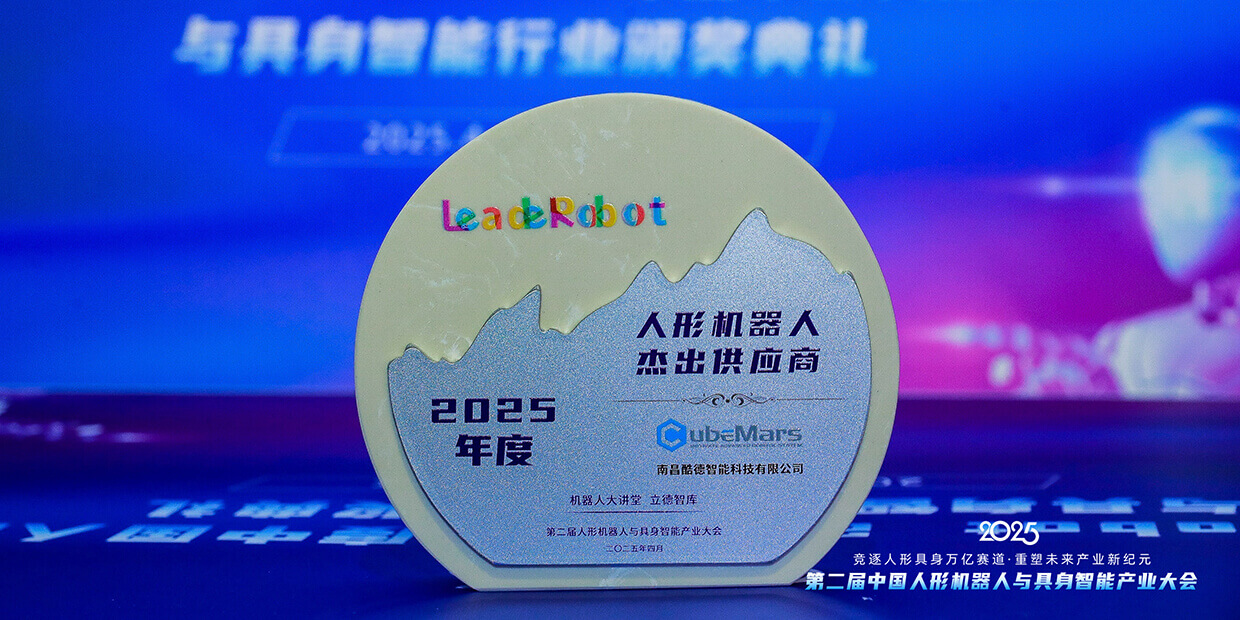 与具身智能行业颁奖典礼
2025.4
LeadeRobot
人形机器人
杰出供应商
2025
年度
CubeMars
南昌酷德智能科技有限公司
机器人大讲堂 立德智库
第二届人形机器人与具身智能产业大会
二〇二五年四月
2025
竞逐人形具身万亿赛道·重塑未来产业新纪元
第二届中国人形机器人与具身智能产业大会